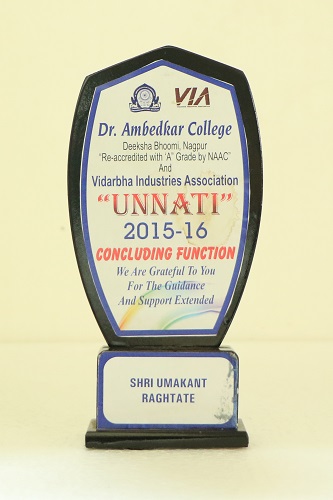 VIA
Dr. Ambedkar College
Deeksha Bhoomi, Nagpur
"Re-accredited with 'A' Grade by NAAC"
And
Vidarbha Industries Association
"UNNATI"
2015-16
CONCLUDING FUNCTION
We Are Grateful To You
For The Guidance
And Support Extended
SHRI UMAKANT
RAGHTATE